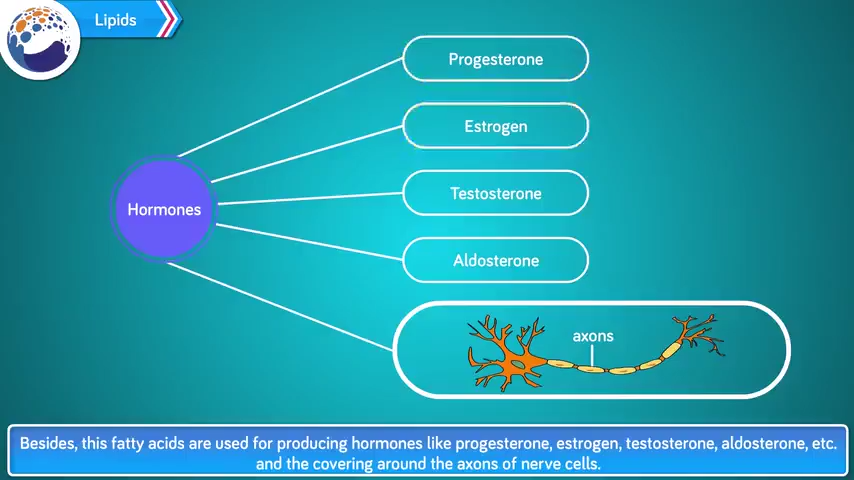 Lipids
Progesterone
Estrogen
Testosterone
Hormones
Aldosterone
axons
Besides, this fatty acids are used for producing hormones like progesterone, estrogen, testosterone, aldosterone, etc.
and the covering around the axons of nerve cells.